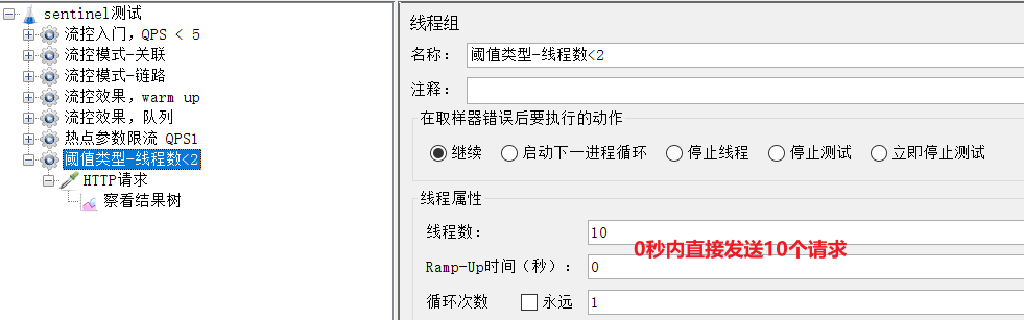 sentinel测试
流控入门，QPS < 5
流控模式-关联
流控模式-链路
流控效果，warm up
流控效果，队列
热点参数限流 QPS1
阈值类型-线程数<2
HTTP请求
察看结果树
线程组
名称： 阈值类型-线程数<2
注释：
在取样器错误后要执行的动作
继续 启动下一进程循环 停止线程 停止测试 立即停止测试
线程属性
线程数： 10
0秒内直接发送10个请求
Ramp-Up时间（秒）： 0
循环次数 永远 1